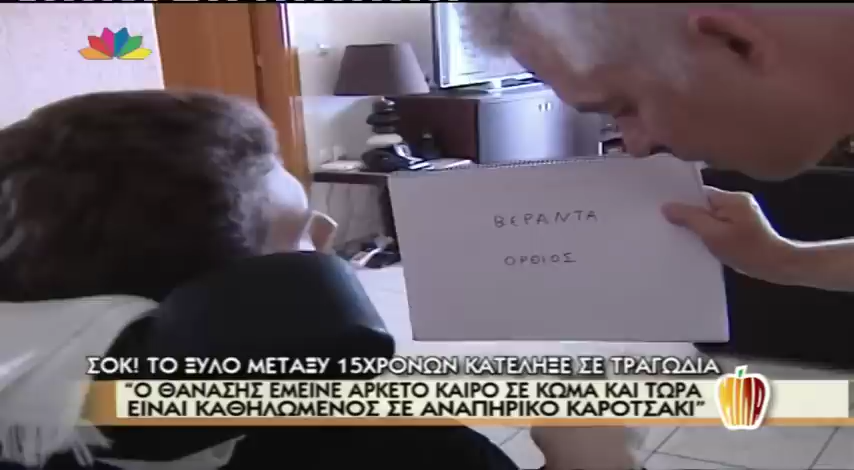 ΒΕΡΑΝΤΑ
ΟΡΘΙΟΣ
ΣΟΚ! ΤΟ ΞΥΛΟ ΜΕΤΑΞΥ 15ΧΡΟΝΩΝ ΚΑΤΕΛΗΞΕ ΣΕ ΤΡΑΓΩΔΙΑ
“Ο ΘΑΝΑΣΗΣ ΕΜΕΙΝΕ ΑΡΚΕΤΟ ΚΑΙΡΟ ΣΕ ΚΩΜΑ ΚΑΙ ΤΩΡΑ
ΕΙΝΑΙ ΚΑΘΗΛΩΜΕΝΟΣ ΣΕ ΑΝΑΠΗΡΙΚΟ ΚΑΡΟΤΣΑΚΙ”